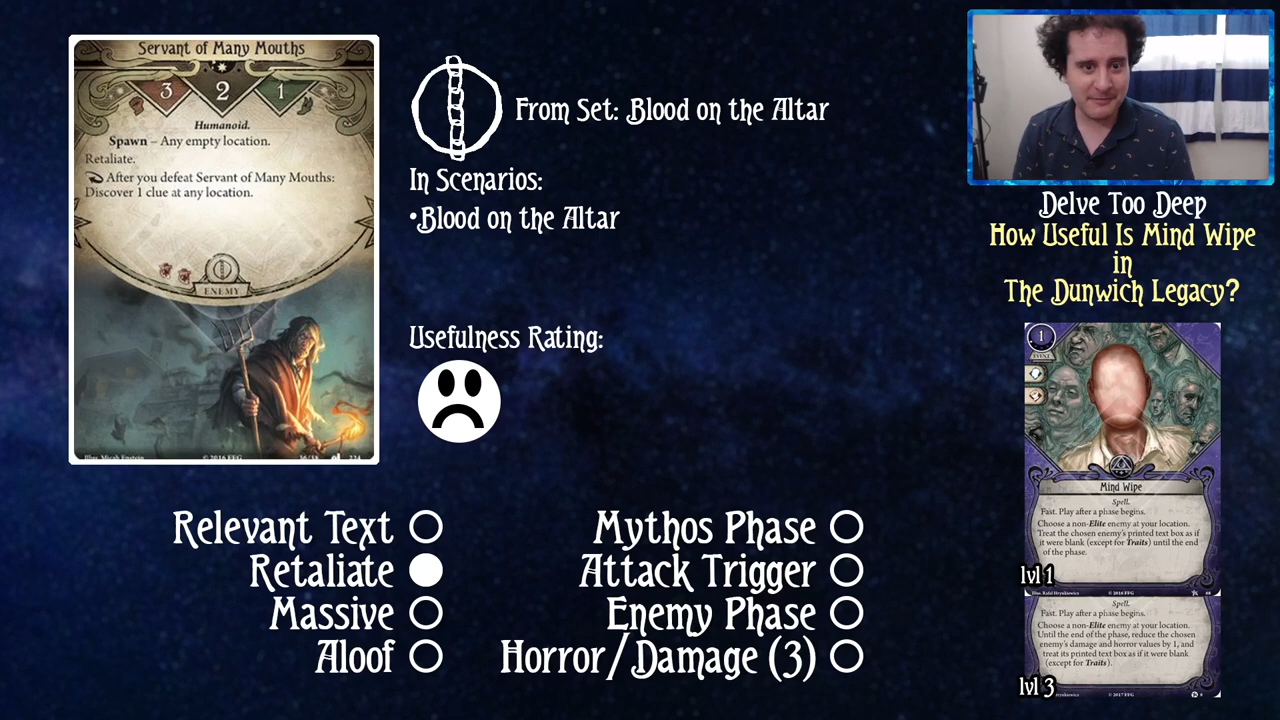 Servant of Many Mouths
3 2 1
Humanoid.
Spawn – Any empty location.
Retaliate.
After you defeat Servant of Many Mouths:
Discover 1 clue at any location.
ENEMY
Illus. Micah Epstein © 2016 FFG 36/38 224
From Set: Blood on the Altar
In Scenarios:
•Blood on the Altar
Usefulness Rating:
Relevant Text
Retaliate
Massive
Aloof
Mythos Phase
Attack Trigger
Enemy Phase
Horror/Damage (3)
Delve Too Deep
How Useful Is Mind Wipe
in
The Dunwich Legacy?
1
EVENT
Mind Wipe
Spell.
Fast. Play after a phase begins.
Choose a non-Elite enemy at your location.
Treat the chosen enemy's printed text box as if
it were blank (except for Traits) until the end
of the phase.
lvl 1
© 2016 FFG
Spell.
Fast. Play after a phase begins.
Choose a non-Elite enemy at your location.
Until the end of the phase, reduce the chosen
enemy's damage and horror values by 1, and
treat its printed text box as if it were blank
(except for Traits).
lvl 3
© 2017 FFG